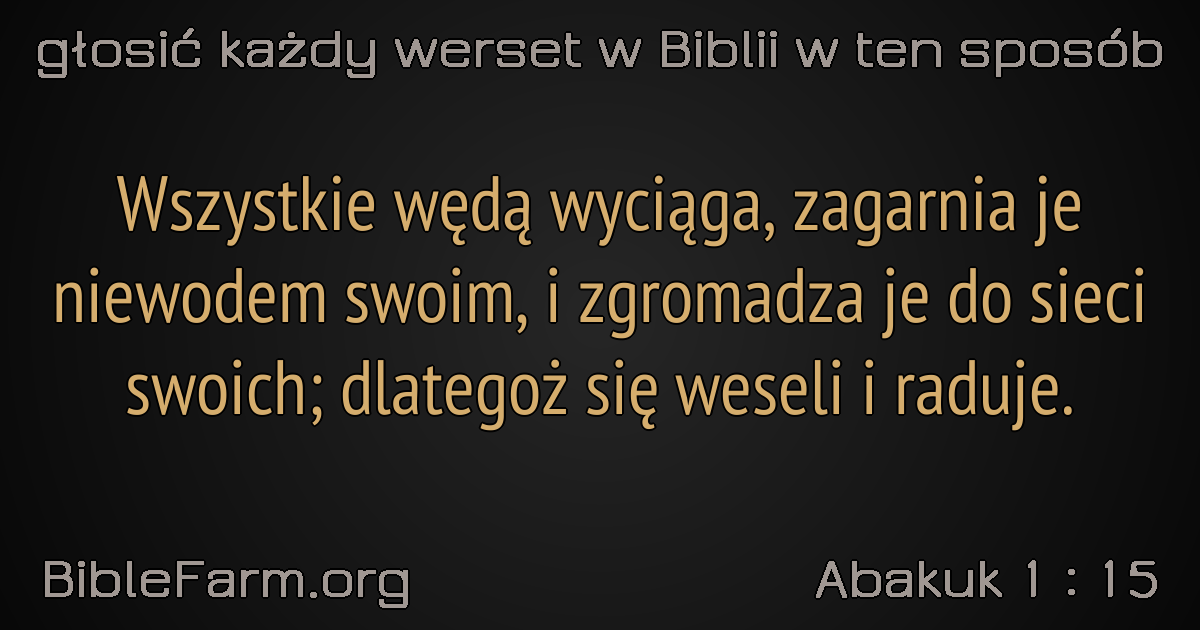 głosić każdy werset w Biblii w ten sposób
Wszystkie wędą wyciąga, zagarnia je
niewodem swoim, i zgromadza je do sieci
swoich; dlategoż się weseli i raduje.
BibleFarm.org
Abakuk 1 : 15